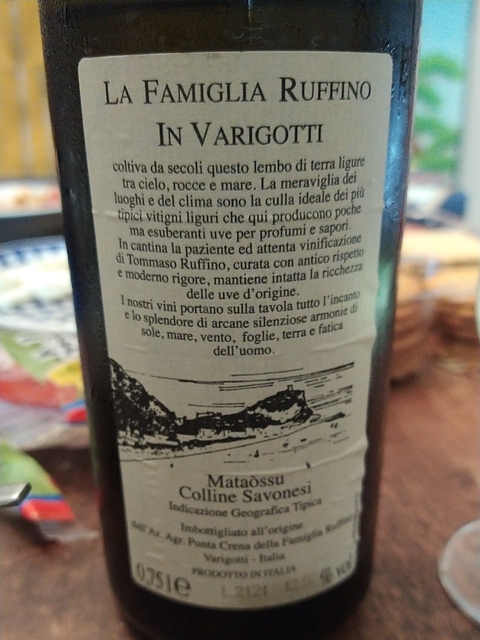 LA FAMIGLIA RUFFINO
IN VARIGOTTI
coltiva da secoli questo lembo di terra ligure
tra cielo, rocce e mare. La meraviglia dei
luoghi e del clima sono la culla ideale dei più
tipici vitigni liguri che qui producono poche
ma esuberanti uve per profumi e sapori.
In cantina la paziente ed attenta vinificazione
di Tommaso Ruffino, curata con antico rispetto
e moderno rigore, mantiene intatta la ricchezza
delle uve d'origine.
I nostri vini portano sulla tavola tutto l'incanto
e lo splendore di arcane silenziose armonie di
sole, mare, vento, foglie, terra e fatica
dell'uomo.
Mataòssu
Colline Savonesi
Indicazione Geografica Tipica
Imbottigliato all'origine
dall'Az. Agr. Punta Crena della Famiglia Ruffino
Varigotti - Italia
PRODOTTO IN ITALIA
0,75 l e L.2121 % VOL